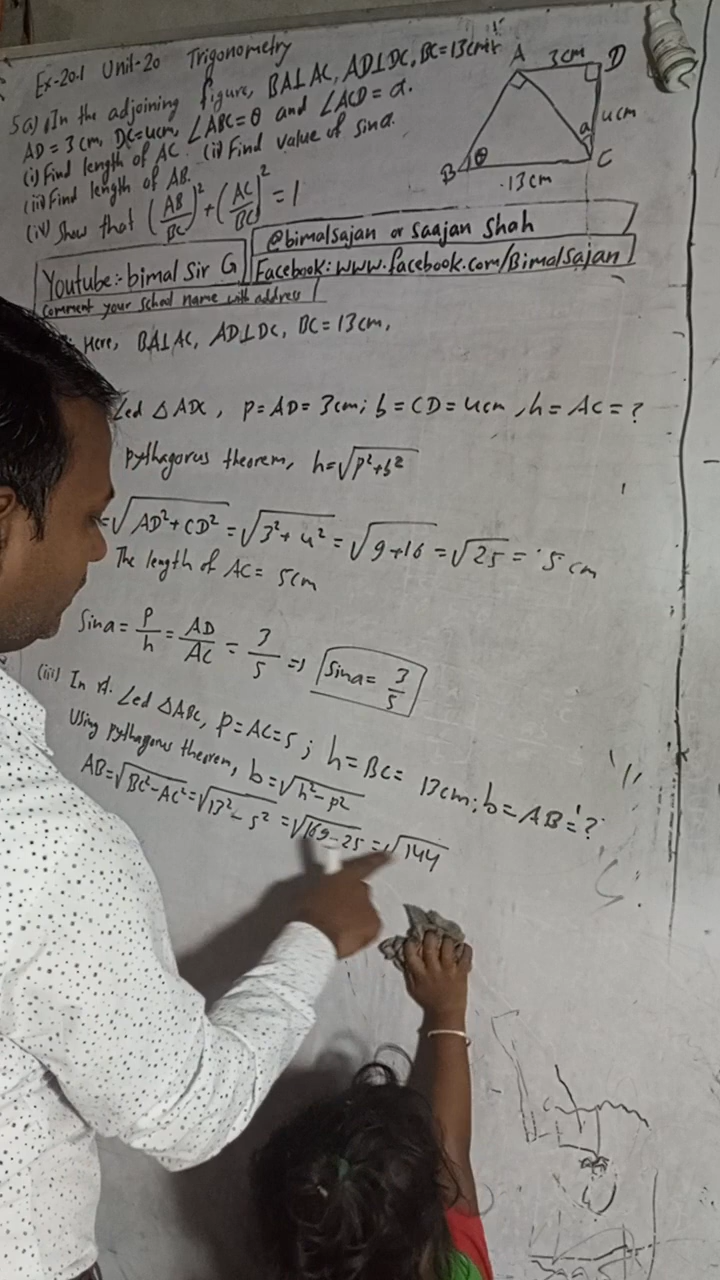 Ex-20.1 Unit-20 Trigonometry
5a) In the adjoining figure, BA⊥AC, AD⊥DC, BC=13cm
AD = 3cm, DC=4cm, ∠ABC=θ and ∠ACD=α.
(i) Find length of AC. (ii) Find value of sinα.
(iii) Find length of AB.
(iv) Show that (AB/BC)²+(AC/BC)²=1
A 3cm D
4cm
α
B θ C
13cm
Youtube:- bimal Sir G
@bimalsajan or Saajan Shah
Facebook: www.facebook.com/Bimalsajan
Comment your school name with address
Here, BA⊥AC, AD⊥DC, BC=13cm,
Led △ADC, p=AD=3cm; b=CD=4cm, h=AC=?
pythagorus theorem, h=√p²+b²
=√AD²+CD²=√3²+4²=√9+16=√25=5cm
The length of AC= 5cm
Sinα=p/h=AD/AC=3/5⇒ Sinα=3/5
(iii) In rt. Led △ABC, p=AC=5; h=BC= 13cm; b=AB=?
Using pythagorus theorem, b=√h²-p²
AB=√BC²-AC²=√13²-5²=√169-25=√144